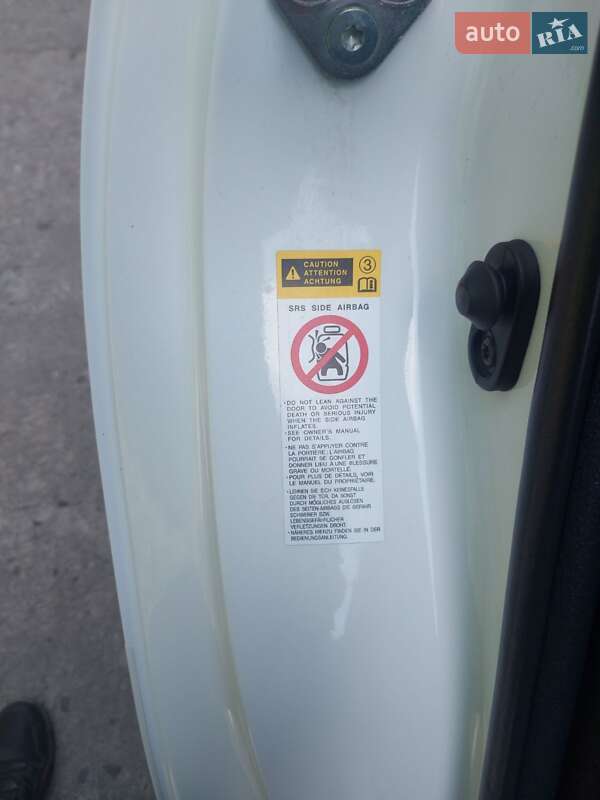 auto RIA.com
CAUTION
ATTENTION
ACHTUNG
3
SRS SIDE AIRBAG
·DO NOT LEAN AGAINST THE
DOOR TO AVOID POTENTIAL
DEATH OR SERIOUS INJURY
WHEN THE SIDE AIRBAG
INFLATES.
·SEE OWNER'S MANUAL
FOR DETAILS.
·NE PAS S'APPUYER CONTRE
LA PORTIÈRE; L'AIRBAG
POURRAIT SE GONFLER ET
DONNER LIEU A UNE BLESSURE
GRAVE OU MORTELLE.
·POUR PLUS DE DETAILS, VOIR
LE MANUEL DU PROPRIÉTAIRE.
·LEHNEN SIE SICH KEINESFALLS
GEGEN DIE TÜR, DA SONST
DURCH MÖGLICHES AUSLÖSEN
DES SEITEN-AIRBAGS DIE GEFAHR
SCHWERER BZW.
LEBENSGEFÄHRLICHER
VERLETZUNGEN DROHT.
·NÄHERES HIERZU FINDEN SIE IN DER
BEDIENUNGSANLEITUNG.